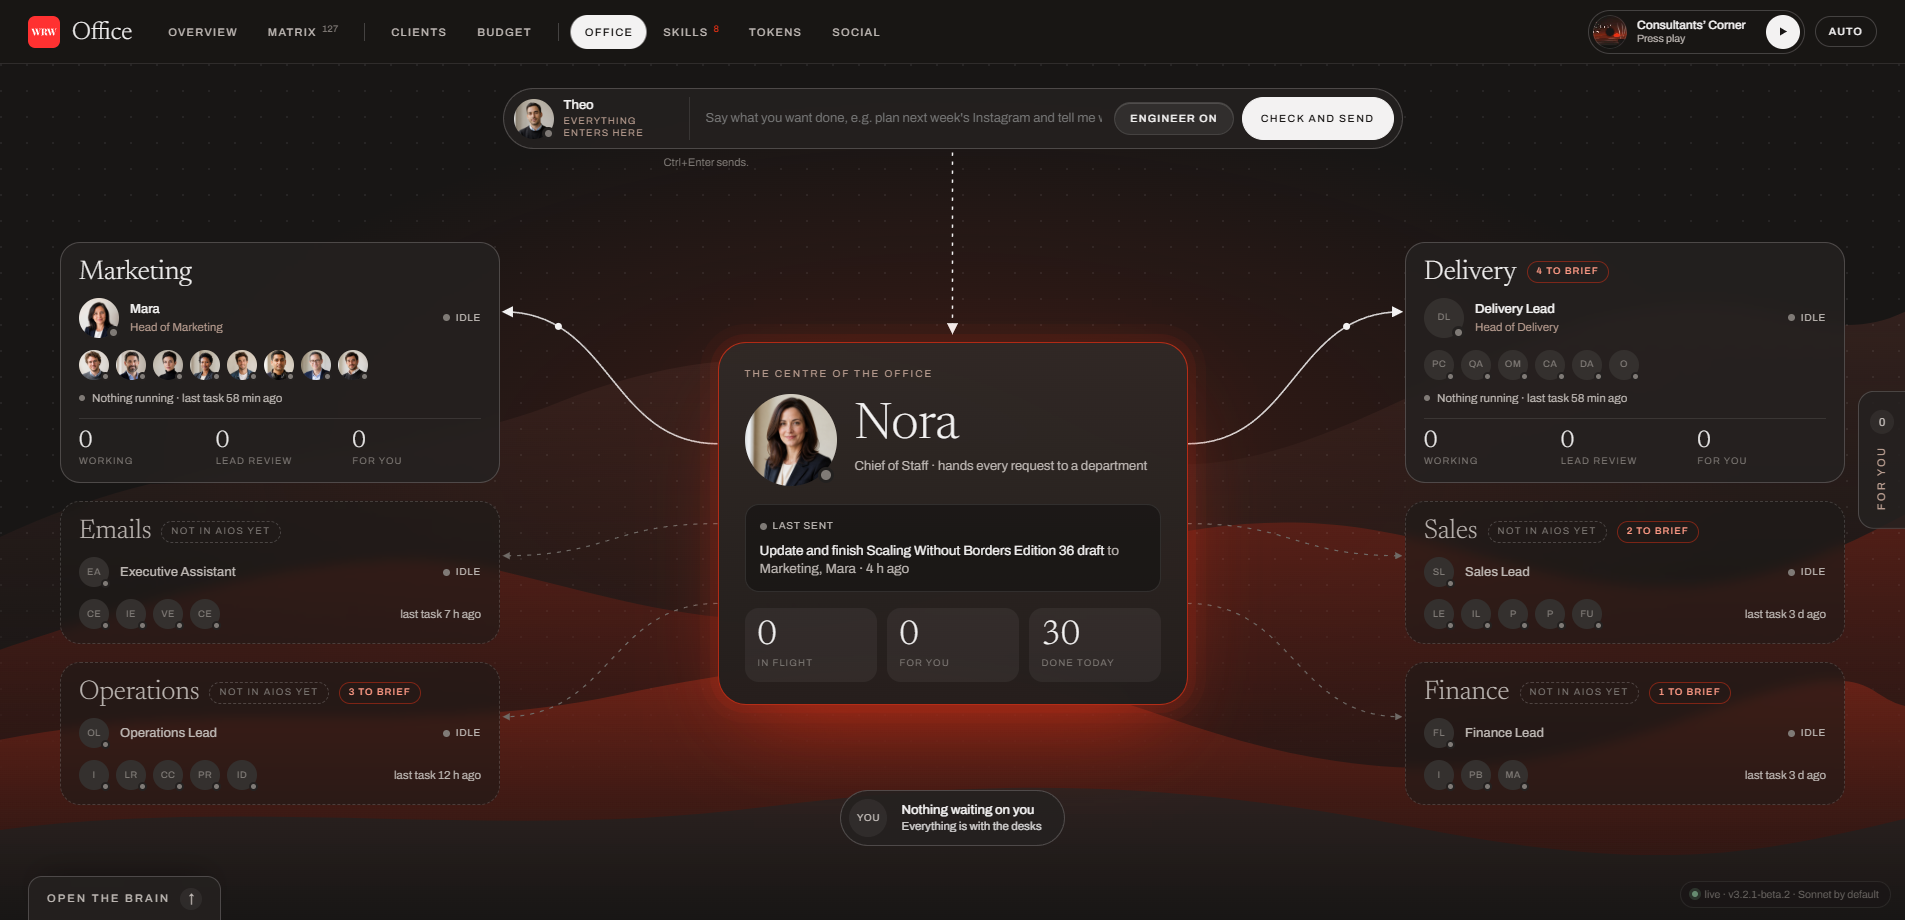 WRW
Office
OVERVIEW
MATRIX 127
CLIENTS
BUDGET
OFFICE
SKILLS 8
TOKENS
SOCIAL
Consultants' Corner
Press play
AUTO
Theo
EVERYTHING
ENTERS HERE
Say what you want done, e.g. plan next week's Instagram and tell me
ENGINEER ON
CHECK AND SEND
Ctrl+Enter sends.
Marketing
Mara
Head of Marketing
IDLE
Nothing running · last task 58 min ago
0
WORKING
0
LEAD REVIEW
0
FOR YOU
Emails
NOT IN AIOS YET
EA
Executive Assistant
IDLE
CE
IE
VE
CE
last task 7 h ago
Operations
NOT IN AIOS YET
3 TO BRIEF
OL
Operations Lead
IDLE
I
LR
CC
PR
ID
last task 12 h ago
THE CENTRE OF THE OFFICE
Nora
Chief of Staff · hands every request to a department
LAST SENT
Update and finish Scaling Without Borders Edition 36 draft to
Marketing, Mara · 4 h ago
0
IN FLIGHT
0
FOR YOU
30
DONE TODAY
YOU
Nothing waiting on you
Everything is with the desks
Delivery
4 TO BRIEF
DL
Delivery Lead
Head of Delivery
IDLE
PC
QA
OM
CA
DA
O
Nothing running · last task 58 min ago
0
WORKING
0
LEAD REVIEW
0
FOR YOU
Sales
NOT IN AIOS YET
2 TO BRIEF
SL
Sales Lead
IDLE
LE
IL
P
P
FU
last task 3 d ago
Finance
NOT IN AIOS YET
1 TO BRIEF
FL
Finance Lead
IDLE
I
PB
MA
last task 3 d ago
0
FOR YOU
OPEN THE BRAIN ↑
live · v3.2.1-beta.2 · Sonnet by default